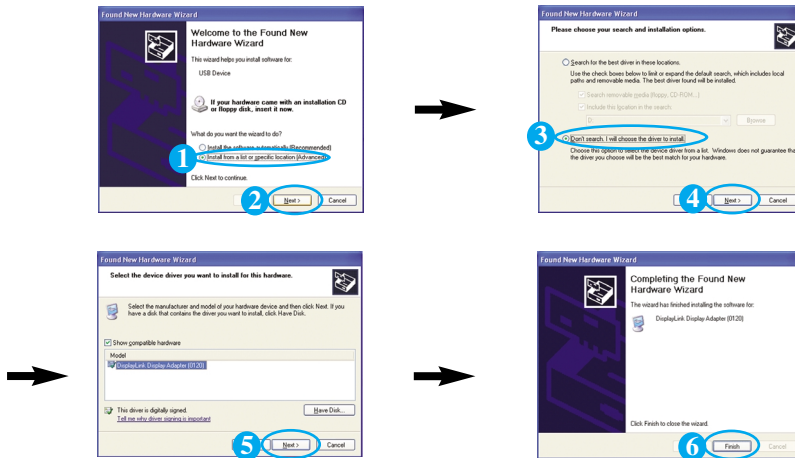 Found New Hardware Wizard
Welcome to the Found New
Hardware Wizard
This wizard helps you install software for:
USB Device
If your hardware came with an installation CD
or floppy disk, insert it now.
What do you want the wizard to do?
Install the software automatically (Recommended)
1
Install from a list or specific location (Advanced)
Click Next to continue.
2
Next >
Cancel
Found New Hardware Wizard
Please choose your search and installation options.
Search for the best driver in these locations.
Use the check boxes below to limit or expand the default search, which includes local
paths and removable media. The best driver found will be installed.
Search removable media (floppy, CD-ROM...)
Include this location in the search:
D:
Browse
3
Don't search. I will choose the driver to install.
Choose this option to select the device driver from a list. Windows does not guarantee tha
the driver you choose will be the best match for your hardware.
4
Next >
Cancel
Found New Hardware Wizard
Select the device driver you want to install for this hardware.
Select the manufacturer and model of your hardware device and then click Next. If you
have a disk that contains the driver you want to install, click Have Disk.
Show compatible hardware
Model
DisplayLink Display Adapter (0120)
This driver is digitally signed.
Have Disk...
Tell me why driver signing is important
5
Next >
Cancel
Found New Hardware Wizard
Completing the Found New
Hardware Wizard
The wizard has finished installing the software for:
DisplayLink Display Adapter (0120)
Click Finish to close the wizard.
6
Finish
Cancel